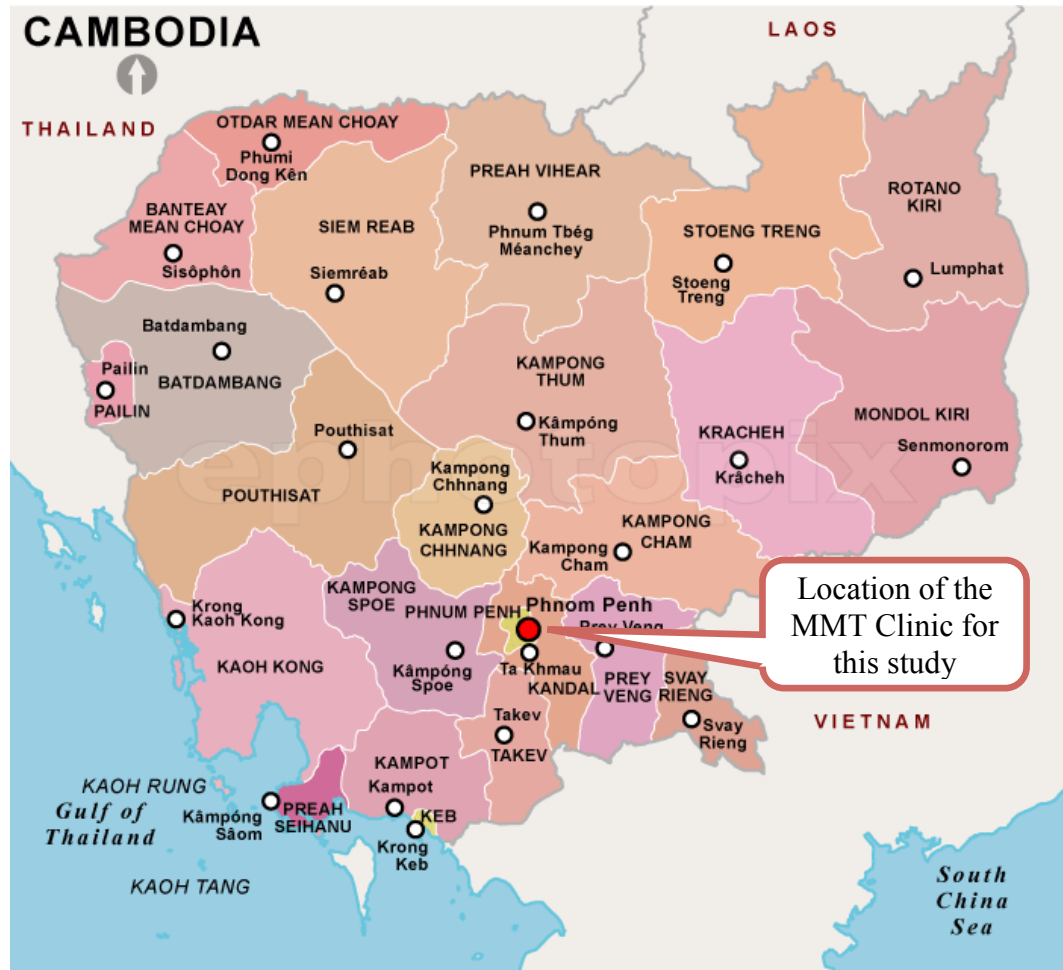 CAMBODIA
LAOS
THAILAND
OTDAR MEAN CHOAY
Phumi
Dong Kên
PREAH VIHEAR
ROTANO
KIRI
BANTEAY
MEAN CHOAY
SIEM REAB
Phnum Tbég
Méanchey
STOENG TRENG
Sisôphôn
Siemréab
Stoeng
Treng
Lumphat
Batdambang
Pailin
PAILIN
BATDAMBANG
KAMPONG
THUM
Kâmpóng
Thum
MONDOL KIRI
Senmonorom
Pouthisat
KRACHEH
Krâcheh
ephotopix
POUTHISAT
Kampong
Chhnang
KAMPONG
CHHNANG
KAMPONG
CHAM
Kampong
Cham
KAMPONG
SPOE
PHNUM PENH
Phnom Penh
Prey Veng
Location of the
MMT Clinic for
this study
Krong
Kaoh Kong
KAOH KONG
Kâmpóng
Spoe
Ta Khmau
KANDAL
PREY
VENG
SVAY
RIENG
Svay
Rieng
VIETNAM
Takev
TAKEV
KAMPOT
Kampot
KAOH RUNG
Gulf of
Thailand
Kâmpóng
Sâom
PREAH
SEIHANU
KEB
Krong
Keb
KAOH TANG
South
China
Sea